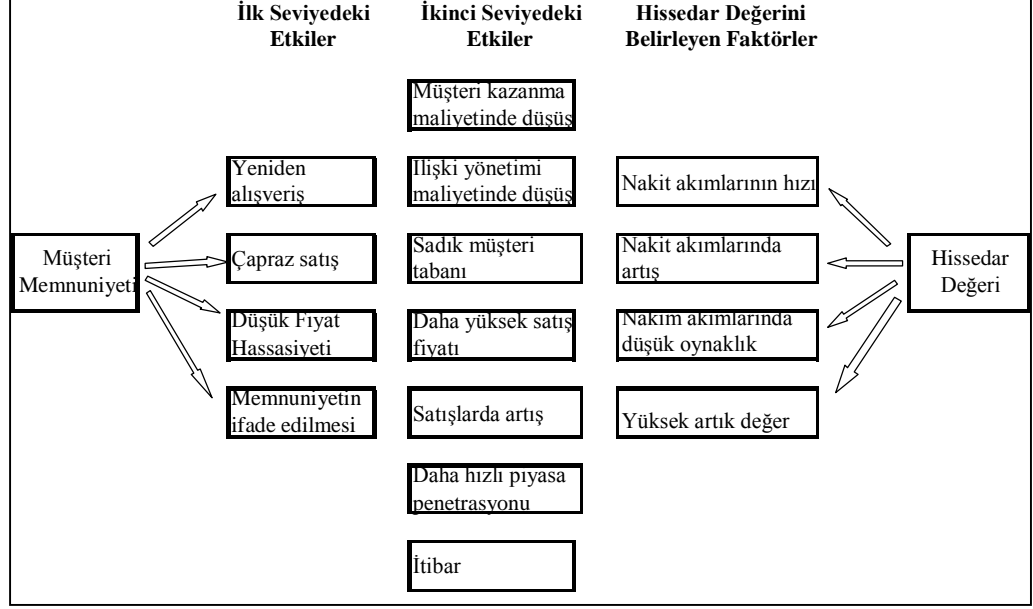 İlk Seviyedeki
Etkiler
İkinci Seviyedeki
Etkiler
Hissedar Değerini
Belirleyen Faktörler
Müşteri
Memnuniyeti
Yeniden
alışveriş
Çapraz satış
Düşük Fiyat
Hassasiyeti
Memnuniyetin
ifade edilmesi
Müşteri kazanma
maliyetinde düşüş
İlişki yönetimi
maliyetinde düşüş
Sadık müşteri
tabanı
Daha yüksek satış
fiyatı
Satışlarda artış
Daha hızlı piyasa
penetrasyonu
İtibar
Nakit akımlarının hızı
Nakit akımlarında
artış
Nakim akımlarında
düşük oynaklık
Yüksek artık değer
Hissedar
Değeri